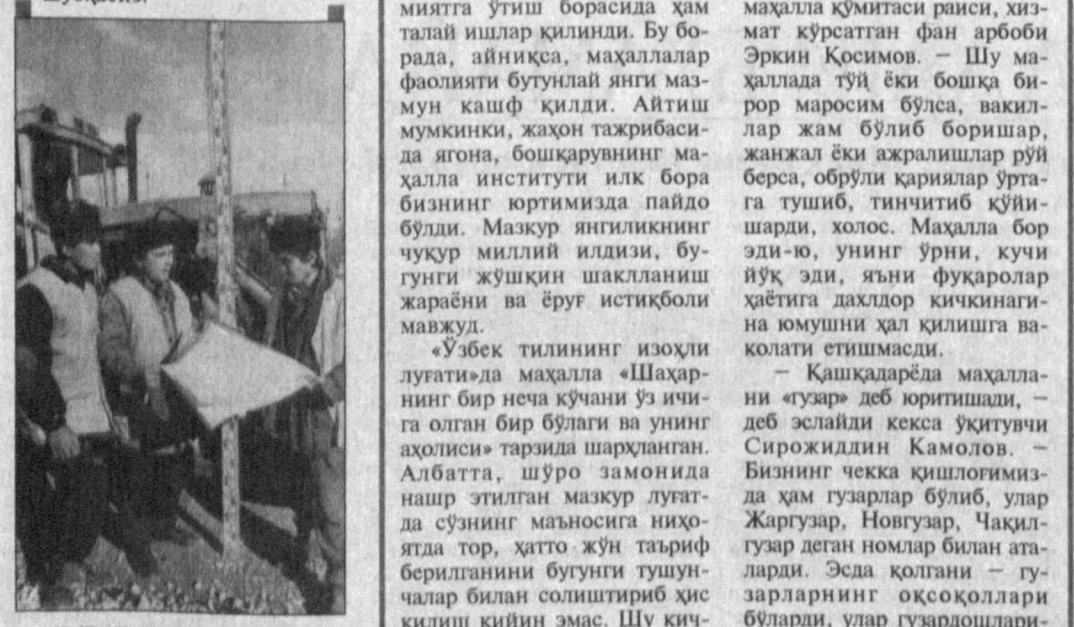 миятга ўтиш борасида ҳам
талай ишлар қилинди. Бу бо-
рада, айниқса, маҳаллалар
фаолияти бутунлай янги маз-
мун кашф қилди. Айтиш
мумкинки, жаҳон тажрибаси-
да ягона, бошқарувнинг ма-
ҳалла институти илк бора
бизнинг юртимизда пайдо
бўлди. Мазкур янгиликнинг
чуқур миллий илдизи, бу-
гунги жўшқин шаклланиш
жараёни ва ёруғ истиқболи
мавжуд.
«Ўзбек тилининг изоҳли
луғати»да маҳалла «Шаҳар-
нинг бир неча кўчани ўз ичи-
га олган бир бўлаги ва унинг
аҳолиси» тарзида шарҳланган.
Албатта, шўро замонида
нашр этилган мазкур луғат-
да сўзнинг маъносига ниҳо-
ятда тор, ҳатто жўн таъриф
берилганини бугунги тушун-
чалар билан солиштириб ҳис
қилиш қийин эмас. Шу кич-
маҳалла қўмитаси раиси, хиз-
мат кўрсатган фан арбоби
Эркин Қосимов. — Шу ма-
ҳаллада тўй ёки бошқа би-
рор маросим бўлса, вакил-
лар жам бўлиб боришар,
жанжал ёки ажралишлар рўй
берса, обрўли қариялар ўрта-
га тушиб, тинчитиб қўйи-
шарди, холос. Маҳалла бор
эди-ю, унинг ўрни, кучи
йўқ эди, яъни фуқаролар
ҳаётига дахлдор кичкинаги-
на юмушни ҳал қилишга ва-
колати етишмасди.
— Қашқадарёда маҳалла-
ни «гузар» деб юритишади, —
деб эслайди кекса ўқитувчи
Сирожиддин Камолов. —
Бизнинг чекка қишлоғимиз-
да ҳам гузарлар бўлиб, улар
Жаргузар, Новгузар, Чақил-
гузар деган номлар билан ата-
ларди. Эсда қолгани — гу-
зарларнинг оқсоқоллари
бўларди, улар гузардошлари-